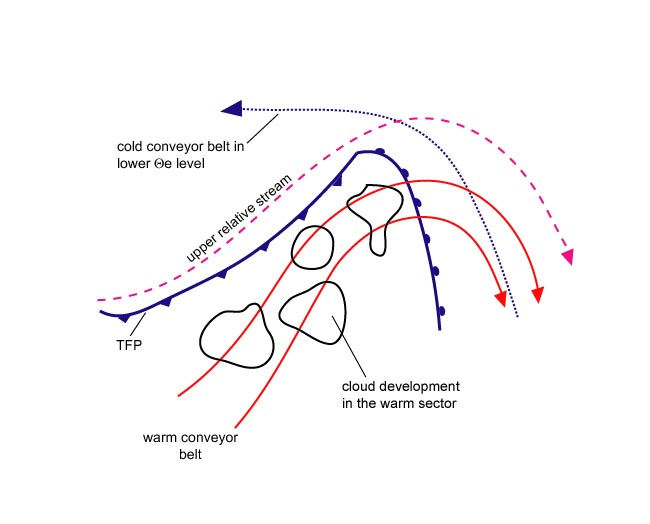 cold conveyor belt in
lower Θe level
upper relative stream
TFP
cloud development
in the warm sector
warm conveyor
belt